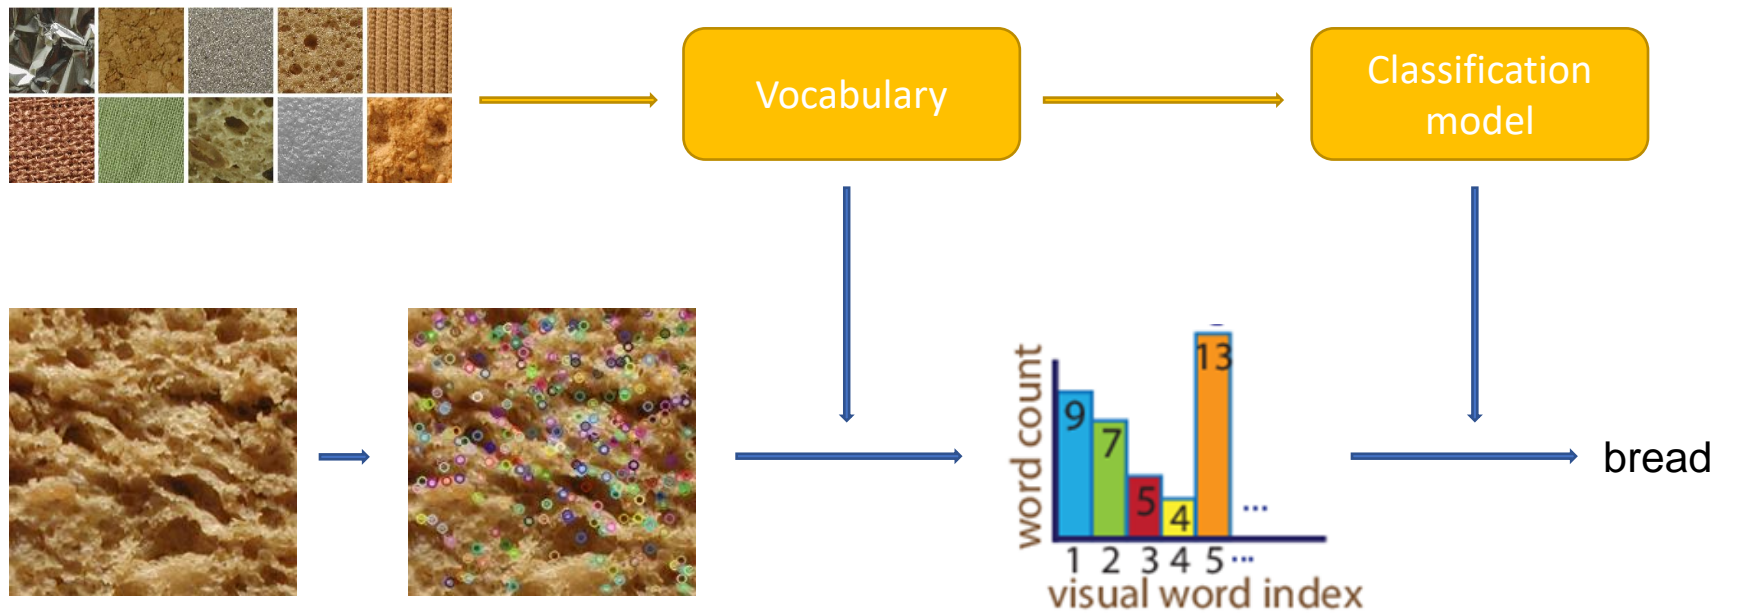 Vocabulary
Classification
model
word count
9
7
5
4
13
...
1 2 3 4 5 ...
visual word index
bread